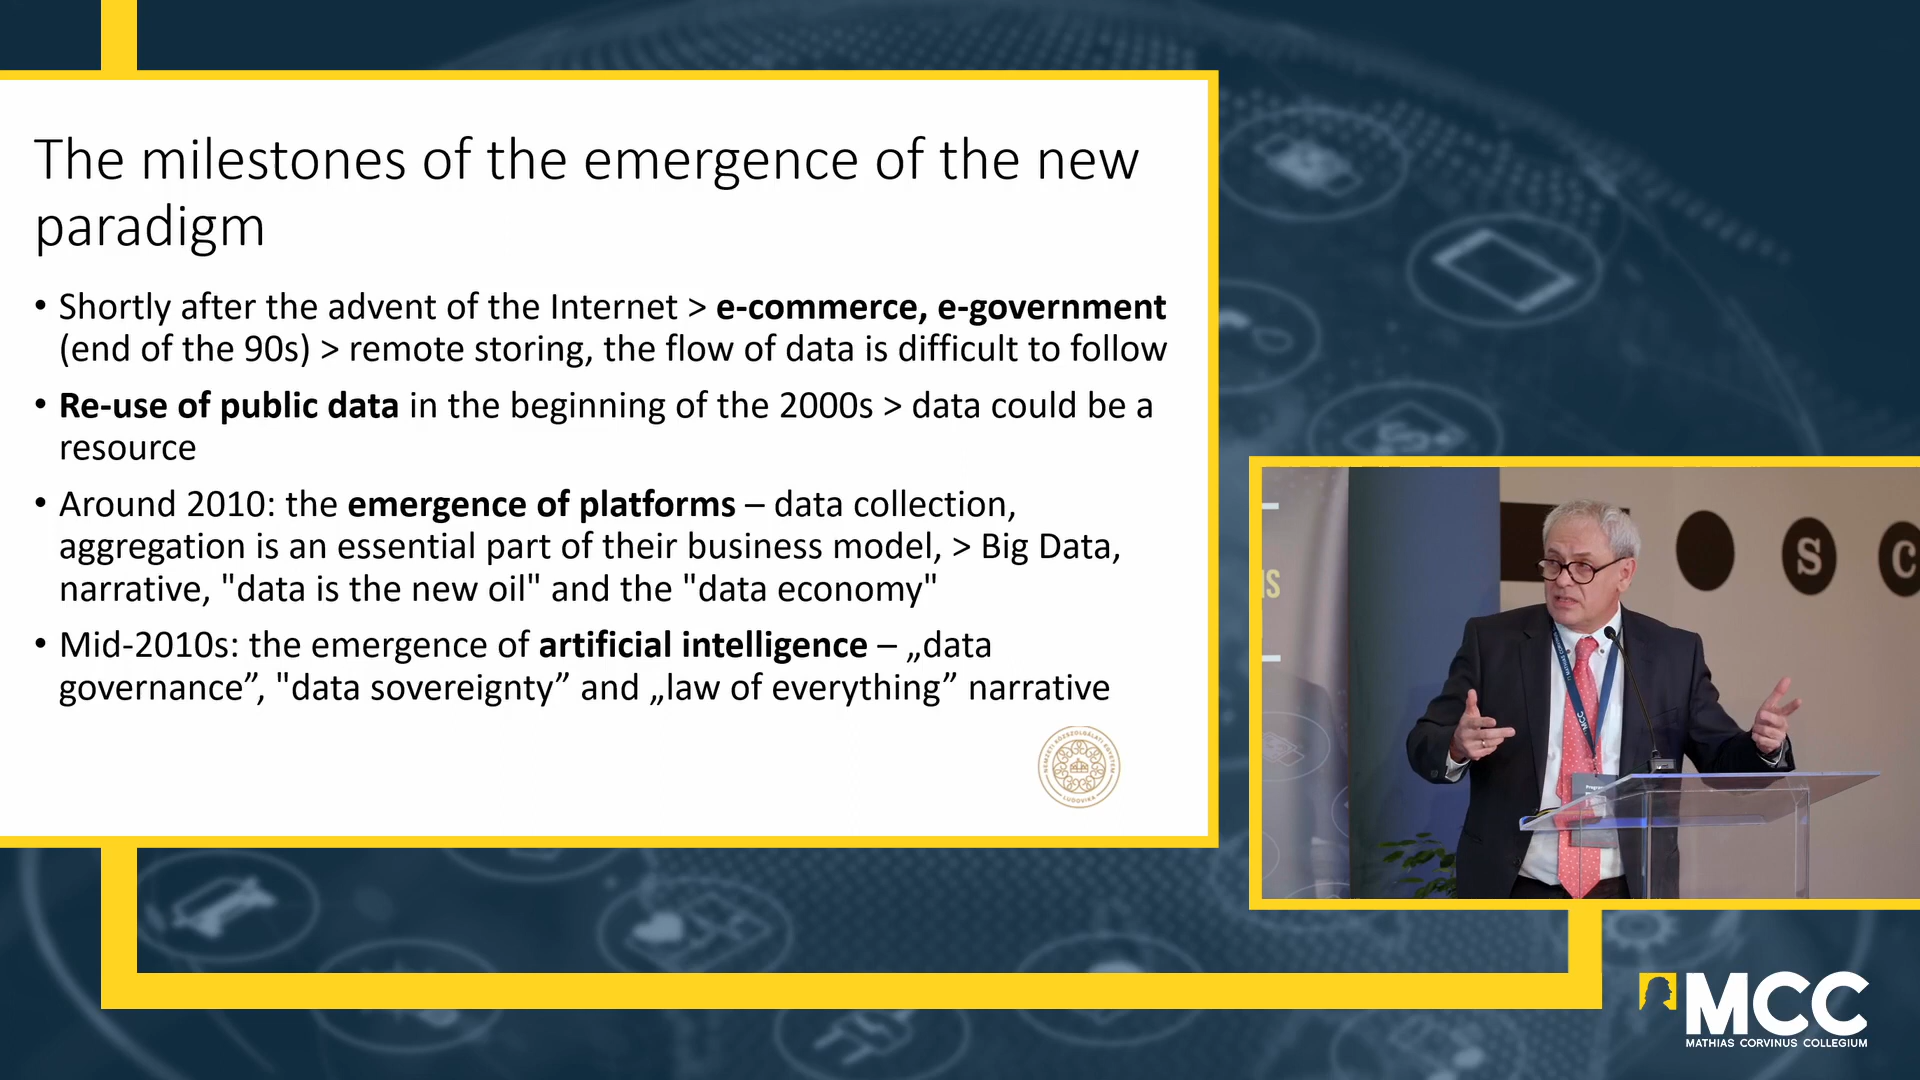 The milestones of the emergence of the new
paradigm
• Shortly after the advent of the Internet > e-commerce, e-government
(end of the 90s) > remote storing, the flow of data is difficult to follow
• Re-use of public data in the beginning of the 2000s > data could be a
resource
• Around 2010: the emergence of platforms – data collection,
aggregation is an essential part of their business model, > Big Data,
narrative, "data is the new oil" and the "data economy"
• Mid-2010s: the emergence of artificial intelligence – „data
governance”, "data sovereignty” and „law of everything” narrative
NEMZETI KÖZSZOLGÁLATI EGYETEM
LUDOVIKA
S C
MCC
MCC
MATHIAS CORVINUS COLLEGIUM